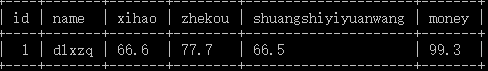 | id | name | xihao | zhekou | shuangshiyiyuanwang | money |
| 1 | dlxzq | 66.6 | 77.7 | 66.5 | 99.3 |